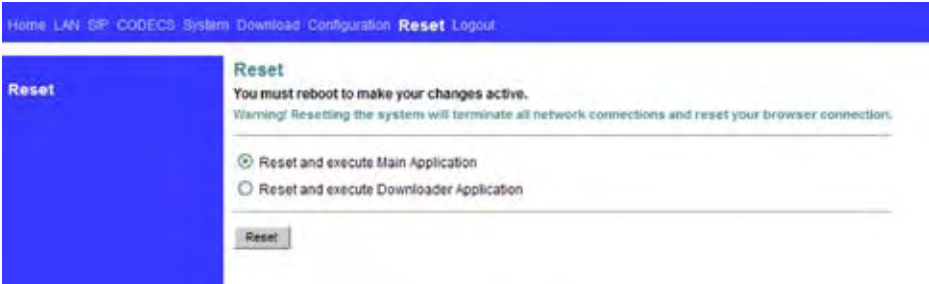 Home LAN SIP CODECS System Download Configuration Reset Logout
Reset
Reset
You must reboot to make your changes active.
Warning! Resetting the system will terminate all network connections and reset your browser connection.
Reset and execute Main Application
Reset and execute Downloader Application
Reset